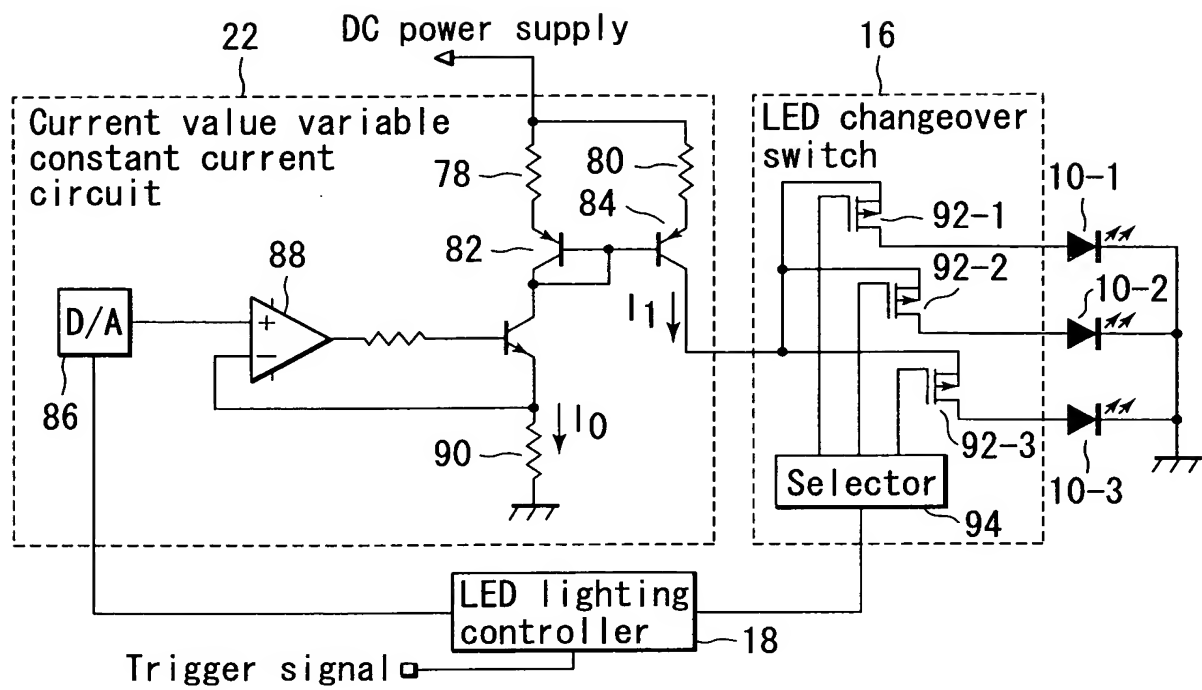 DC power supply
22
16
Current value variable
constant current
circuit
LED changeover
switch
78
80
84
82
92-1
10-1
88
92-2
10-2
D/A
+
−
I1
86
I0
90
92-3
10-3
Selector
94
LED lighting
controller
18
Trigger signal